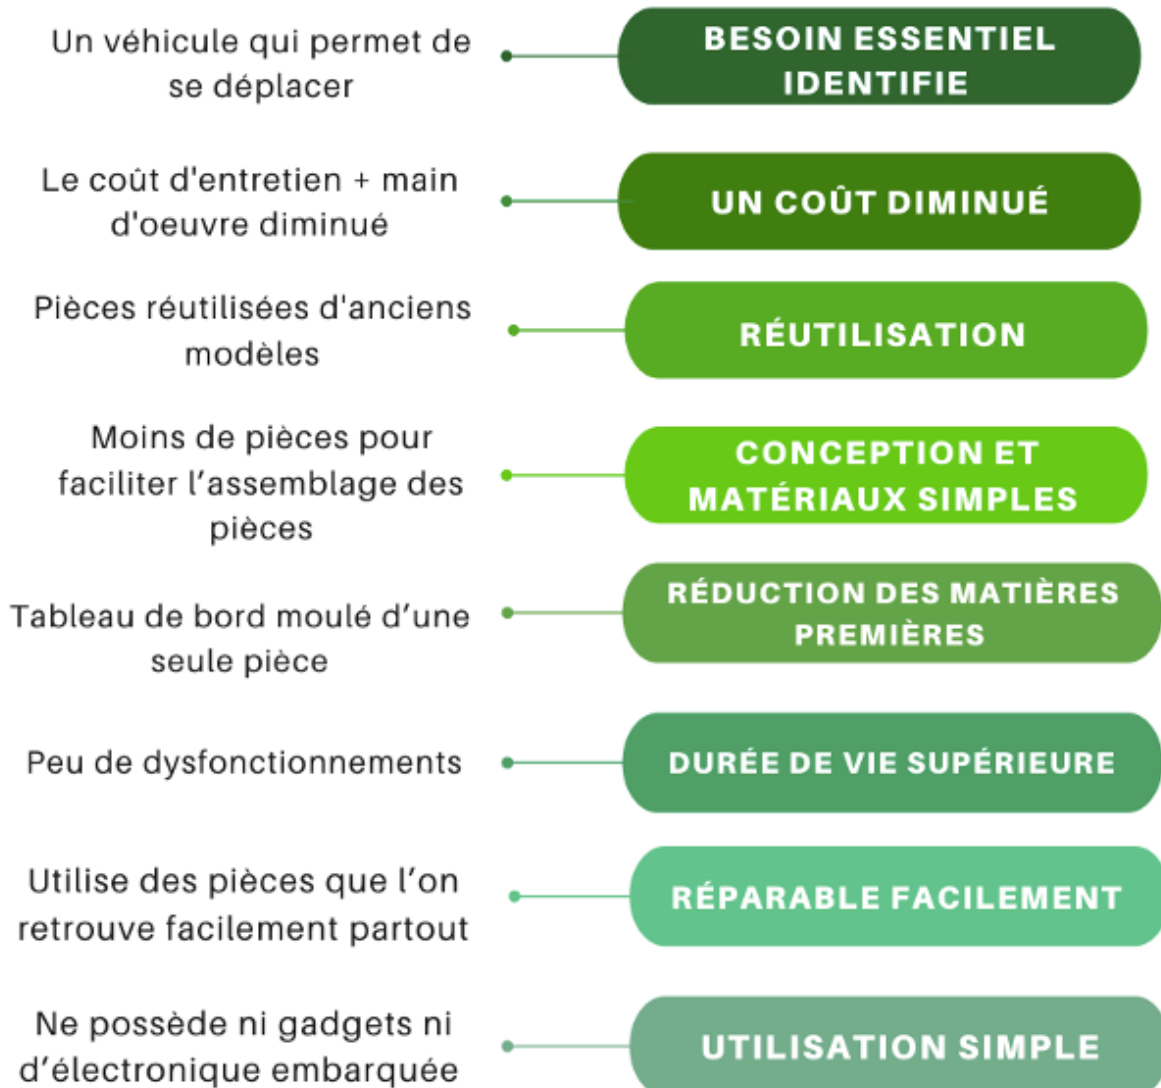 Un véhicule qui permet de
se déplacer
BESOIN ESSENTIEL
IDENTIFIE
Le coût d'entretien + main
d'oeuvre diminué
UN COÛT DIMINUÉ
Pièces réutilisées d'anciens
modèles
RÉUTILISATION
Moins de pièces pour
faciliter l’assemblage des
pièces
CONCEPTION ET
MATÉRIAUX SIMPLES
Tableau de bord moulé d’une
seule pièce
RÉDUCTION DES MATIÈRES
PREMIÈRES
Peu de dysfonctionnements
DURÉE DE VIE SUPÉRIEURE
Utilise des pièces que l’on
retrouve facilement partout
RÉPARABLE FACILEMENT
Ne possède ni gadgets ni
d’électronique embarquée
UTILISATION SIMPLE